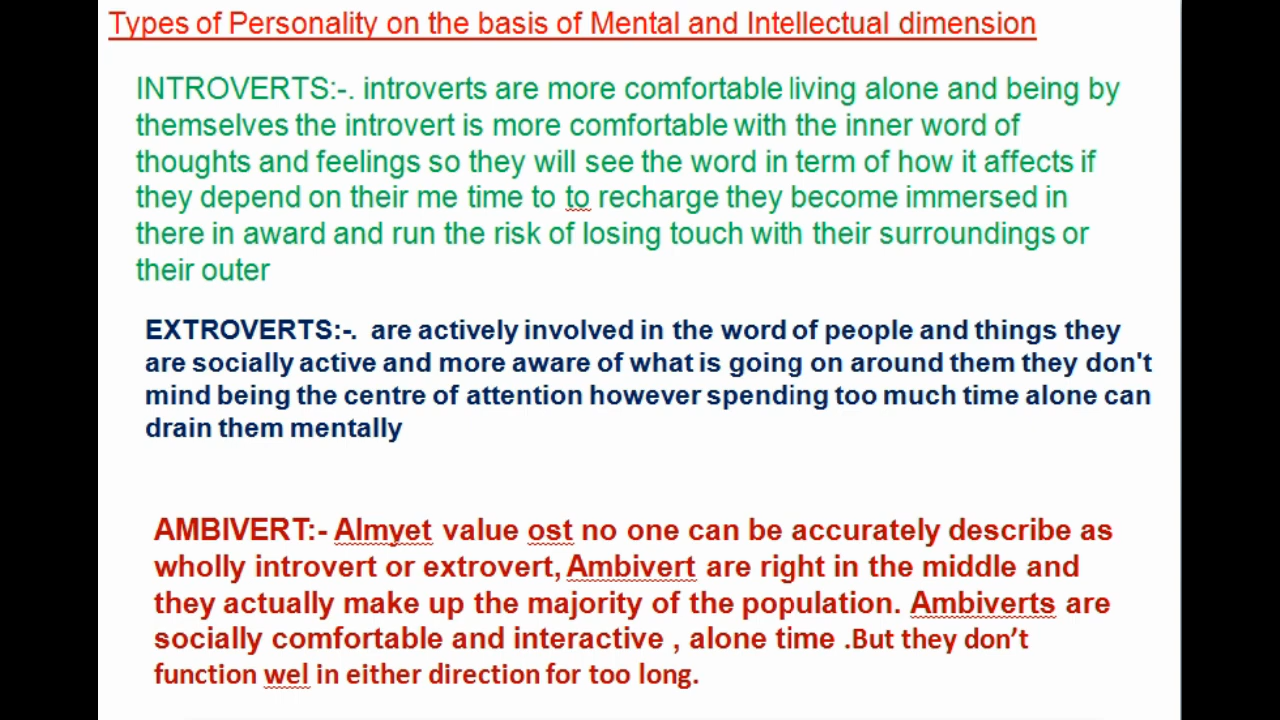 Types of Personality on the basis of Mental and Intellectual dimension
INTROVERTS:-. introverts are more comfortable living alone and being by
themselves the introvert is more comfortable with the inner word of
thoughts and feelings so they will see the word in term of how it affects if
they depend on their me time to to recharge they become immersed in
there in award and run the risk of losing touch with their surroundings or
their outer
EXTROVERTS:-. are actively involved in the word of people and things they
are socially active and more aware of what is going on around them they don't
mind being the centre of attention however spending too much time alone can
drain them mentally
AMBIVERT:- Almyet value ost no one can be accurately describe as
wholly introvert or extrovert, Ambivert are right in the middle and
they actually make up the majority of the population. Ambiverts are
socially comfortable and interactive , alone time .But they don’t
function wel in either direction for too long.